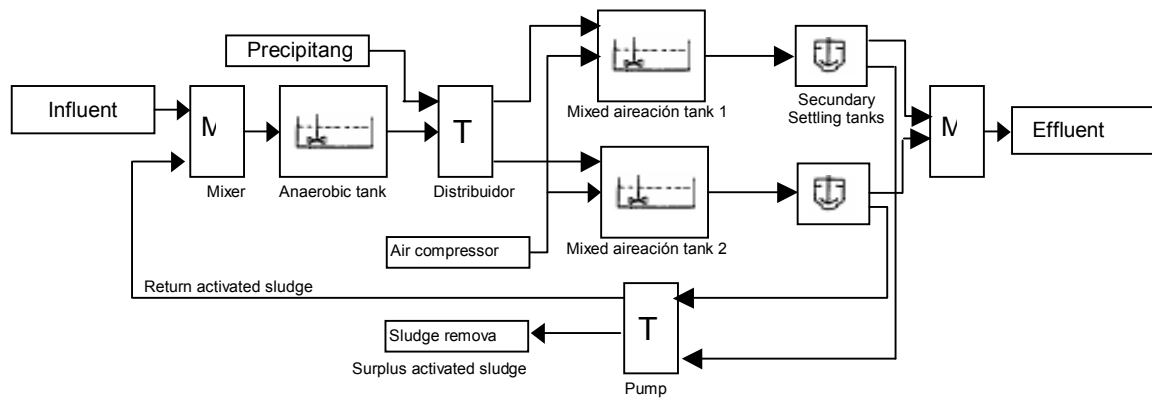 Precipitang
Influent
M
T
Mixed aireación tank 1
Secundary
Settling tanks
M
Effluent
Mixer
Anaerobic tank
Distribuidor
Air compressor
Mixed aireación tank 2
Return activated sludge
T
Sludge remova
Surplus activated sludge
Pump